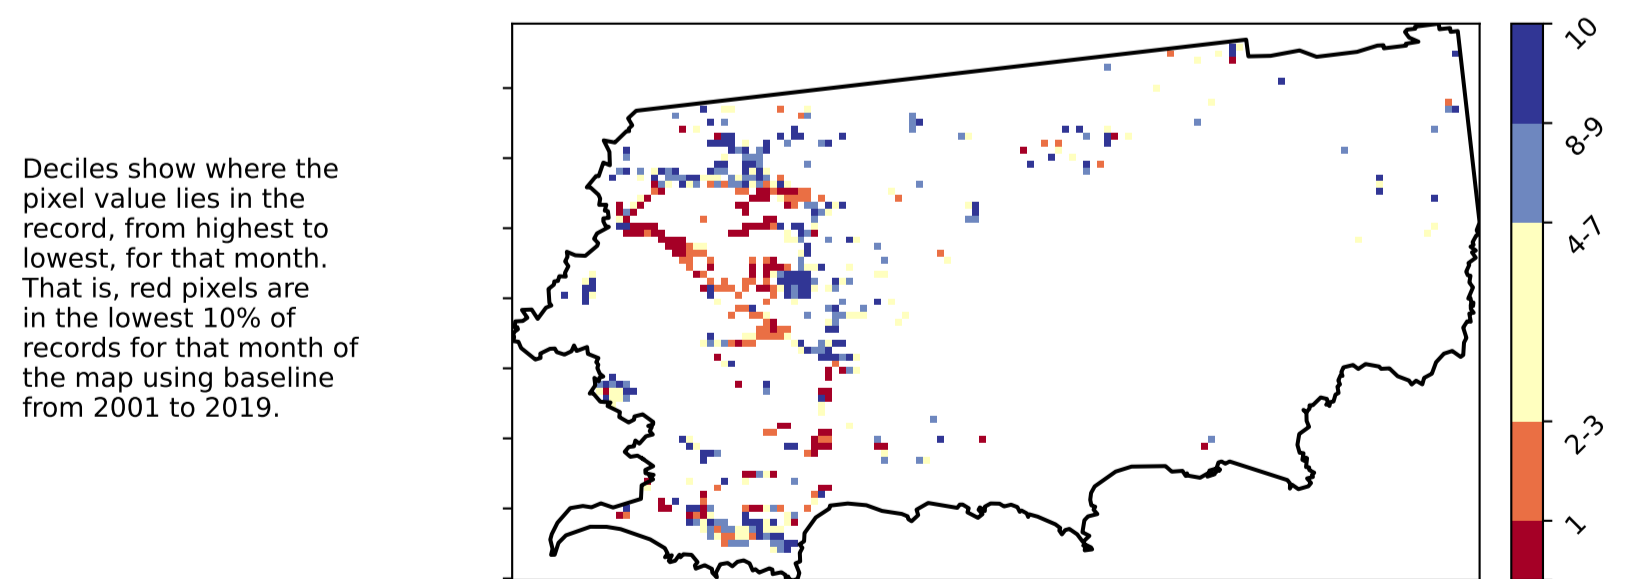 Deciles show where the
pixel value lies in the
record, from highest to
lowest, for that month.
That is, red pixels are
in the lowest 10% of
records for that month of
the map using baseline
from 2001 to 2019.
10
8-9
4-7
2-3
1